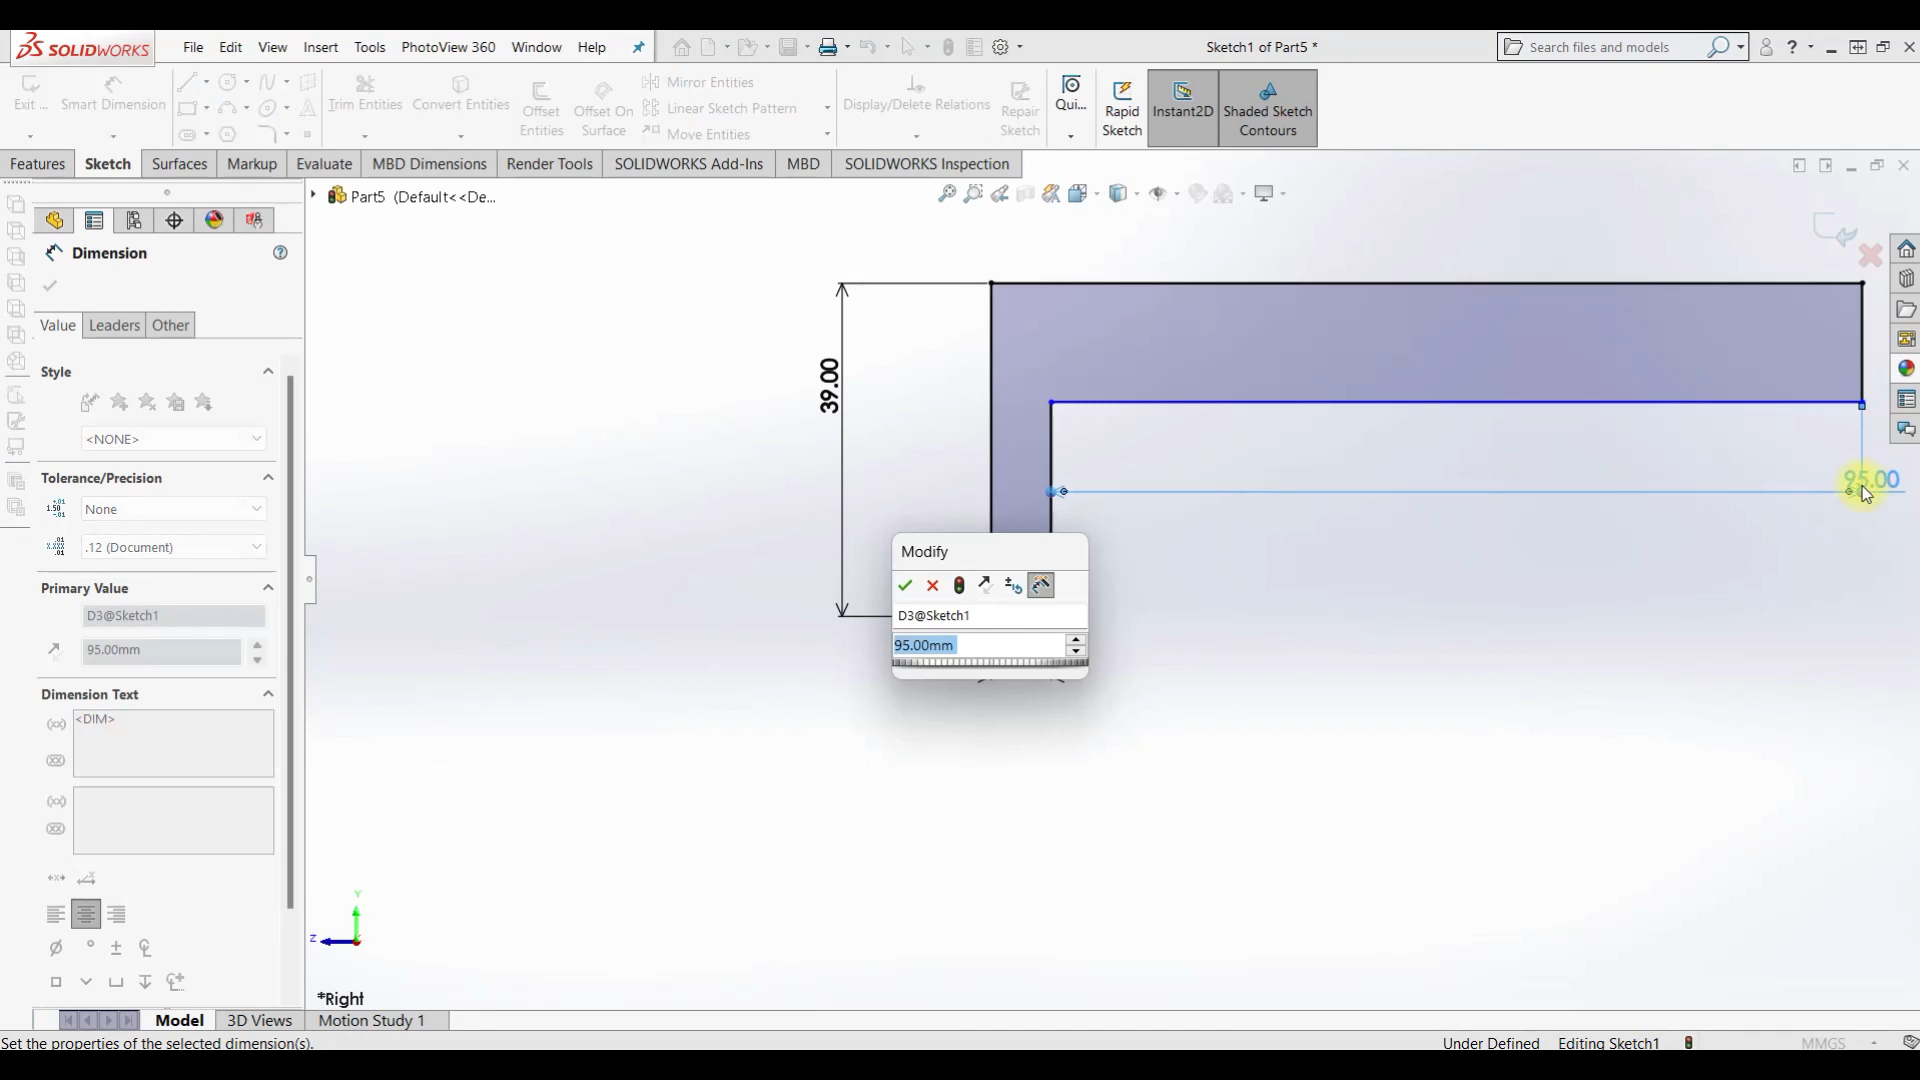 SOLIDWORKS File Edit View Insert Tools PhotoView 360 Window Help Sketch1 of Part5 * Search files and models ?
Exit ... Smart Dimension Trim Entities Convert Entities Offset Entities Offset On Surface Mirror Entities Linear Sketch Pattern Move Entities Display/Delete Relations Repair Sketch Qui... Rapid Sketch Instant2D Shaded Sketch Contours
Features Sketch Surfaces Markup Evaluate MBD Dimensions Render Tools SOLIDWORKS Add-Ins MBD SOLIDWORKS Inspection
Part5 (Default<<De...
Dimension
Value Leaders Other
Style
<NONE>
Tolerance/Precision
None
.12 (Document)
Primary Value
D3@Sketch1
95.00mm
Dimension Text
<DIM>
39.00
95.00
Modify
D3@Sketch1
95.00mm
Y
Z
*Right
Model 3D Views Motion Study 1
Set the properties of the selected dimension(s). Under Defined Editing Sketch1 MMGS